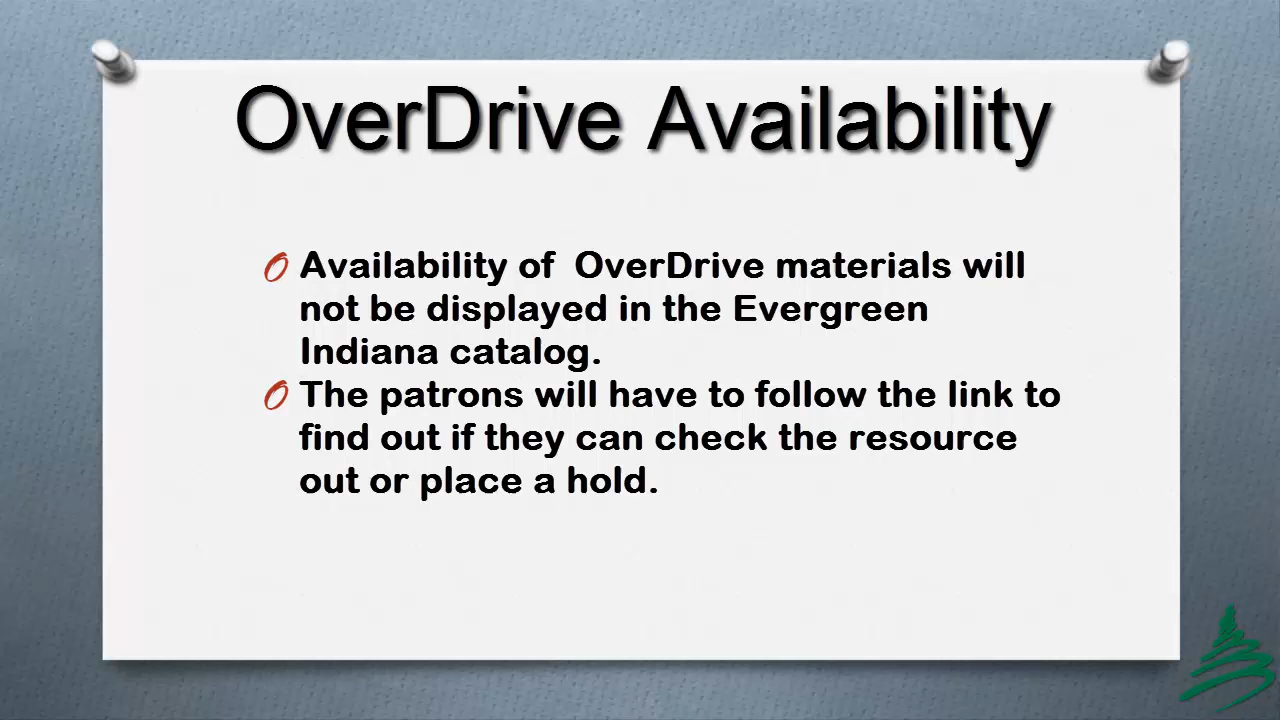 OverDrive Availability
Availability of  OverDrive materials will
not be displayed in the Evergreen
Indiana catalog.
The patrons will have to follow the link to
find out if they can check the resource
out or place a hold.